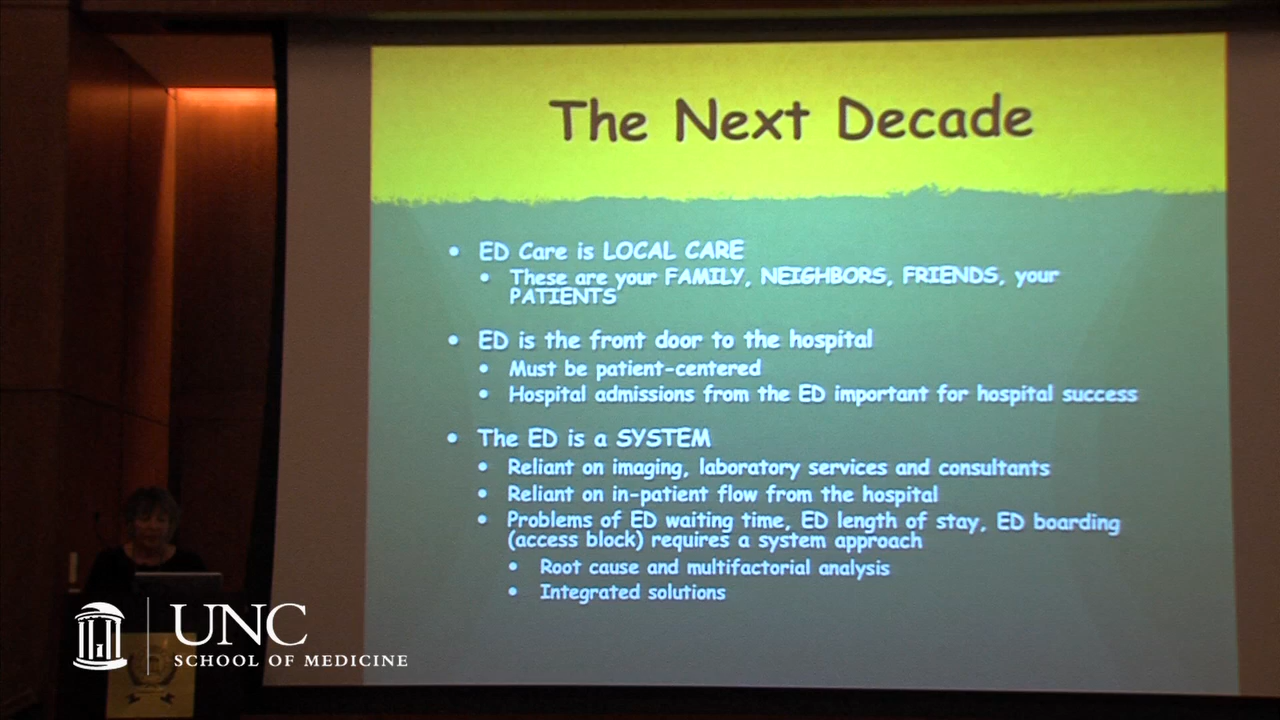 The Next Decade
• ED Care is LOCAL CARE
• These are your FAMILY, NEIGHBORS, FRIENDS, your
PATIENTS
• ED is the front door to the hospital
• Must be patient-centered
• Hospital admissions from the ED important for hospital success
• The ED is a SYSTEM
• Reliant on imaging, laboratory services and consultants
• Reliant on in-patient flow from the hospital
• Problems of ED waiting time, ED length of stay, ED boarding
(access block) requires a system approach
• Root cause and multifactorial analysis
• Integrated solutions
UNC
SCHOOL OF MEDICINE